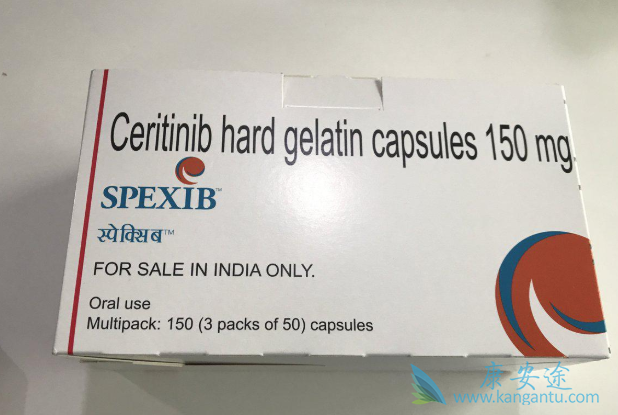 Ceritinib hard gelatin capsules 150 mg
SPEXIB™
स्पेक्सिब™
FOR SALE IN INDIA ONLY.
Oral use
Multipack: 150 (3 packs of 50) capsules
康安途
www.kangantu.com